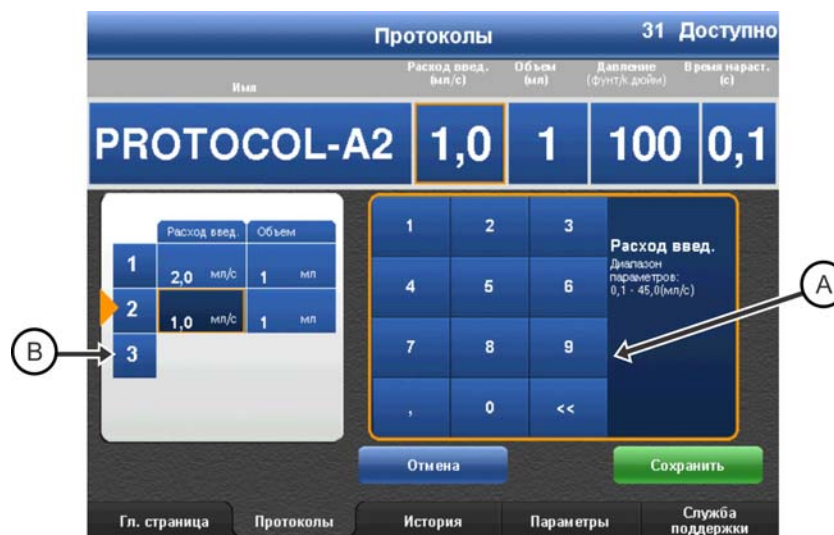 Протоколы 31 Доступно
Имя Расход введ. (мл/с) Объем (мл) Давление (фунт/к.дюйм) Время нараст. (с)
PROTOCOL-A2 1,0 1 100 0,1
Расход введ. Объем
1 2,0 мл/с 1 мл
2 1,0 мл/с 1 мл
3
B
1 2 3
4 5 6
7 8 9
, 0 <<
Расход введ.
Диапазон
параметров:
0,1 - 45,0(мл/с)
A
Отмена Сохранить
Гл. страница Протоколы История Параметры Служба поддержки